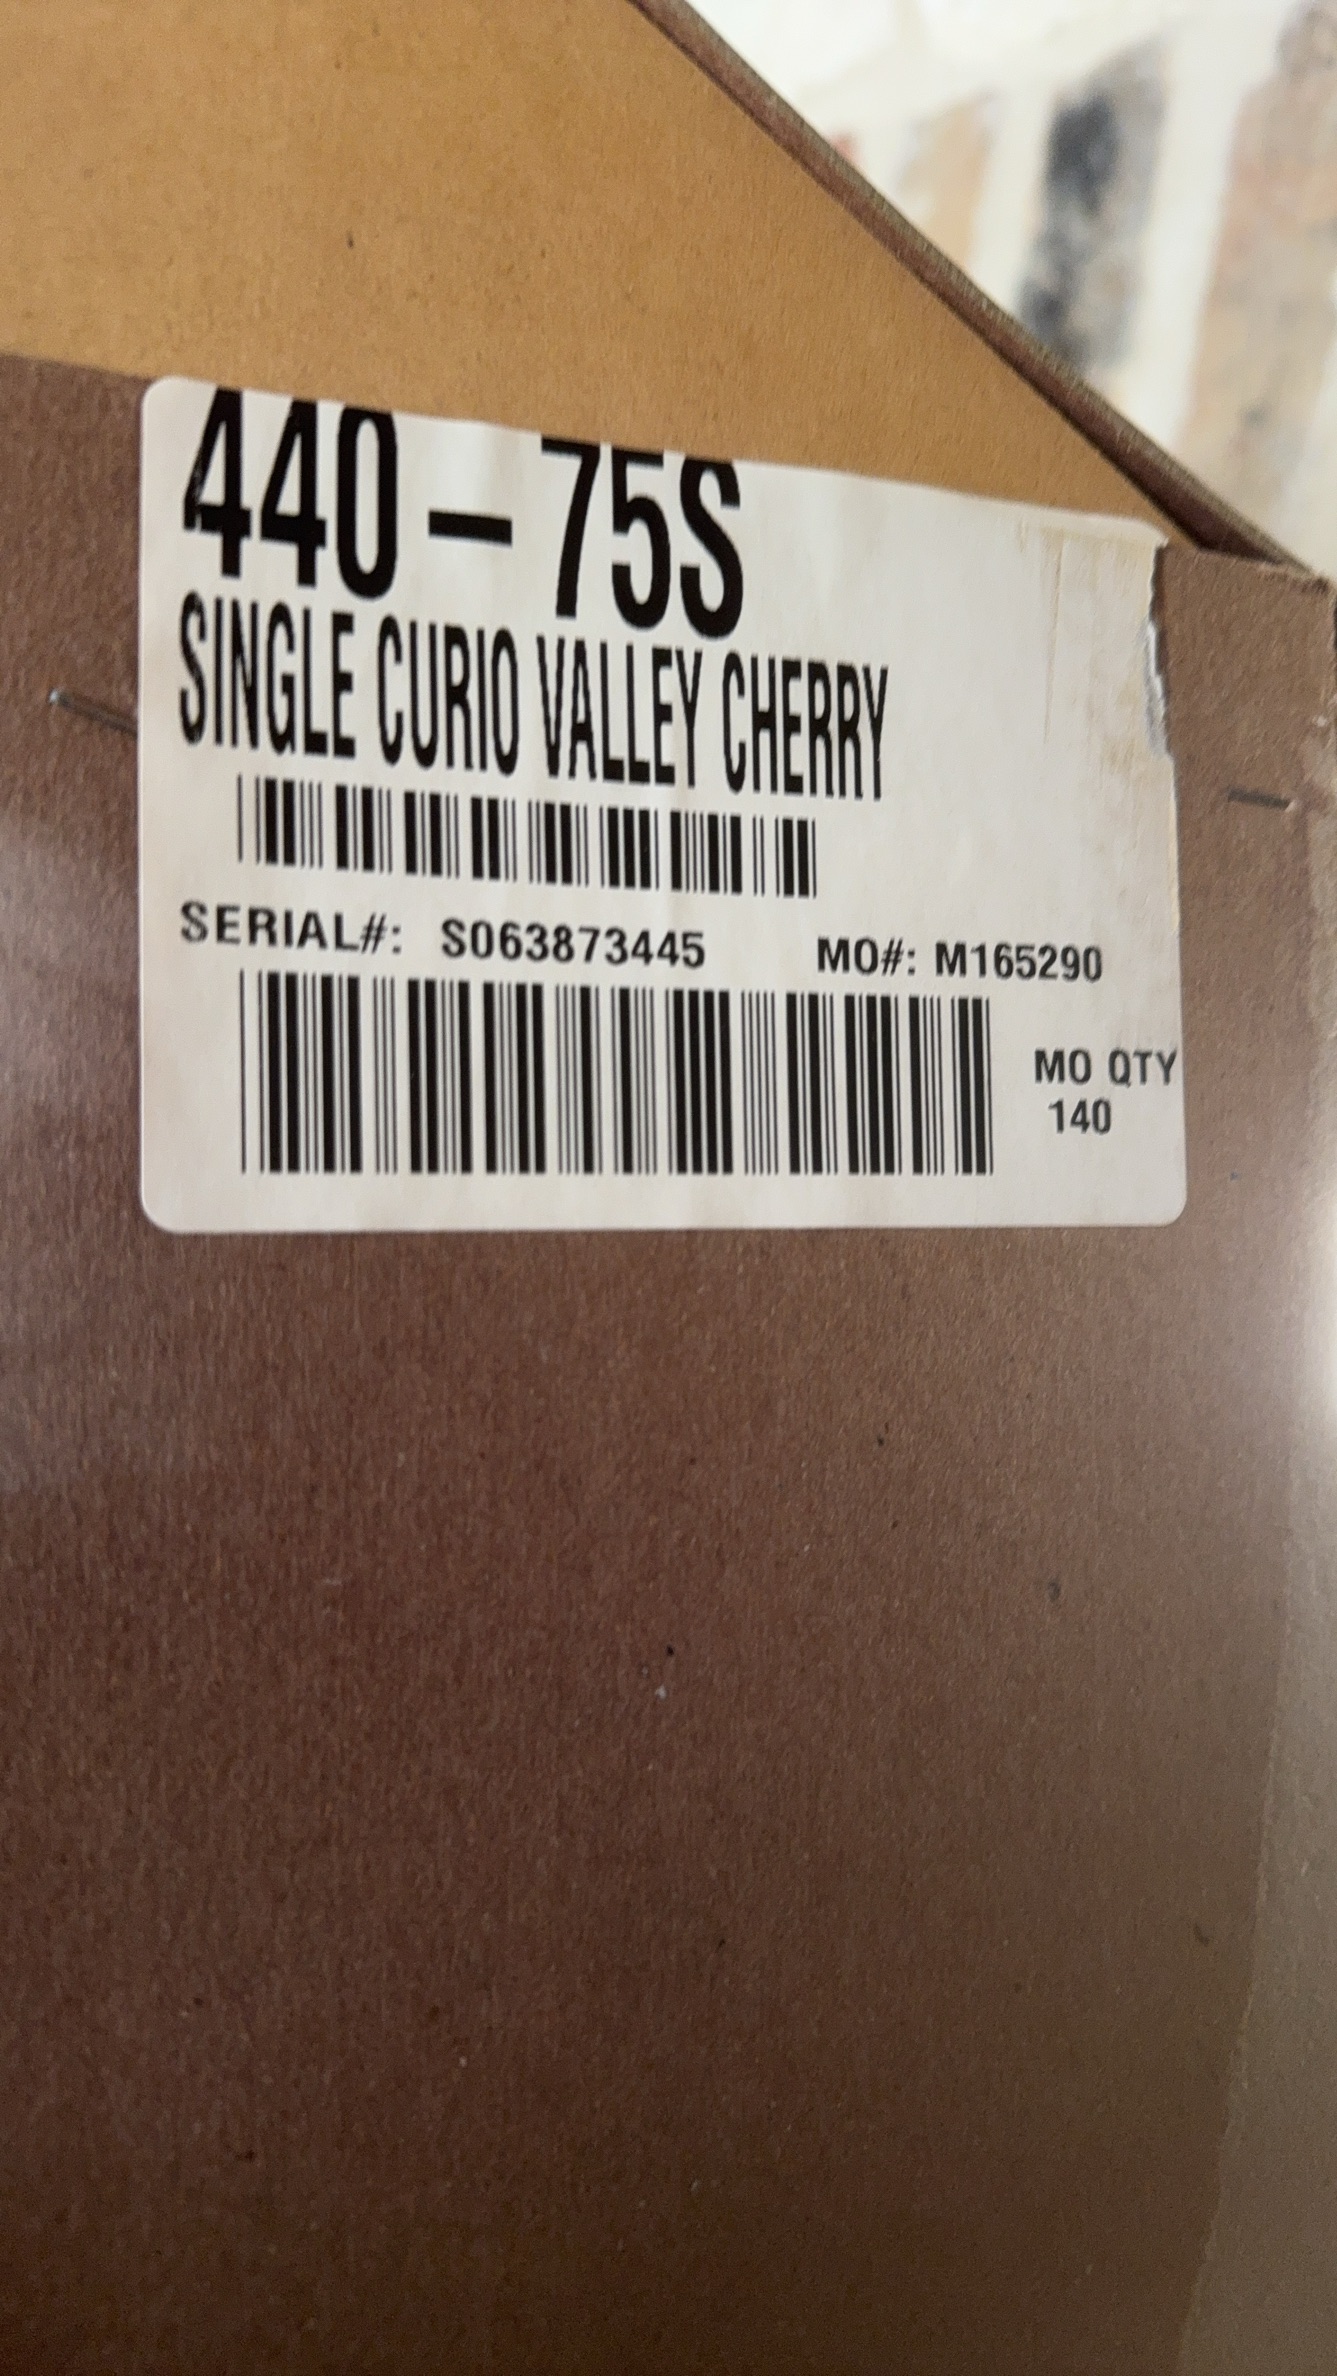 440-75S
SINGLE CURIO VALLEY CHERRY
SERIAL#: S063873445 MO#: M165290
MO QTY
140